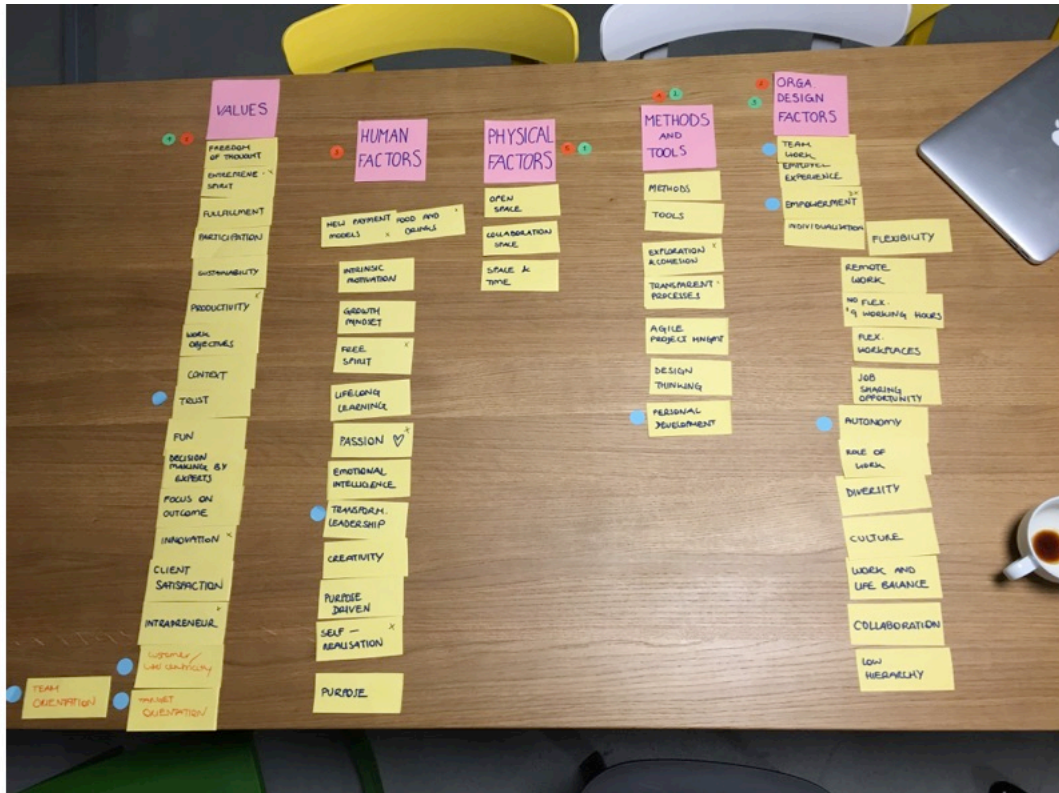 VALUES
FREEDOM
OF THOUGHT
ENTREPRENE-
SPIRIT
FULFILLMENT
PARTICIPATION
SUSTAINABILITY
PRODUCTIVITY
WORK
OBJECTIVES
CONTEXT
TRUST
FUN
DECISION
MAKING BY
EXPERTS
FOCUS ON
OUTCOME
INNOVATION
CLIENT
SATISFACTION
INTRAPRENEUR
TEAM
ORIENTATION
TARGET
ORIENTATION
HUMAN
FACTORS
NEW PAYMENT
MODELS
FOOD AND
DRINKS
INTRINSIC
MOTIVATION
GROWTH
MINDSET
FREE
SPIRIT
LIFELONG
LEARNING
PASSION ♡
EMOTIONAL
INTELLIGENCE
TRANSFORM.
LEADERSHIP
CREATIVITY
PURPOSE
DRIVEN
SELF –
REALISATION
PURPOSE
PHYSICAL
FACTORS
OPEN
SPACE
COLLABORATION
SPACE
SPACE &
TIME
METHODS
AND
TOOLS
METHODS
TOOLS
EXPLORATION
& COHESION
TRANSPARENT
PROCESSES
AGILE
PROJECT MNGMT
DESIGN
THINKING
PERSONAL
DEVELOPMENT
ORGA.
DESIGN
FACTORS
TEAM
WORK
EXPERIENCE
EMPOWERMENT 2x
INDIVIDUALISATION
FLEXIBILITY
REMOTE
WORK
NO FLEX.
WORKING HOURS
FLEX.
WORKPLACES
JOB
SHARING
OPPORTUNITY
AUTONOMY
ROLE OF
WORK
DIVERSITY
CULTURE
WORK AND
LIFE BALANCE
COLLABORATION
LOW
HIERARCHY